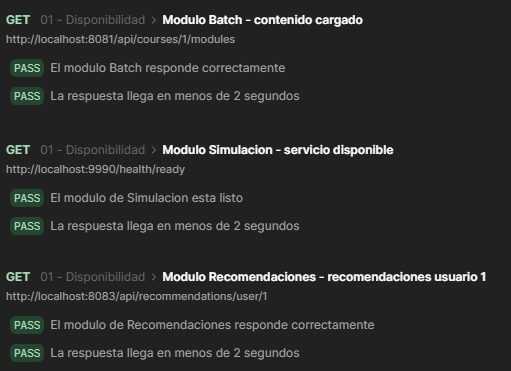 GET 01 - Disponibilidad > Modulo Batch - contenido cargado
http://localhost:8081/api/courses/1/modules
PASS El modulo Batch responde correctamente
PASS La respuesta llega en menos de 2 segundos
GET 01 - Disponibilidad > Modulo Simulacion - servicio disponible
http://localhost:9990/health/ready
PASS El modulo de Simulacion esta listo
PASS La respuesta llega en menos de 2 segundos
GET 01 - Disponibilidad > Modulo Recomendaciones - recomendaciones usuario 1
http://localhost:8083/api/recommendations/user/1
PASS El modulo de Recomendaciones responde correctamente
PASS La respuesta llega en menos de 2 segundos